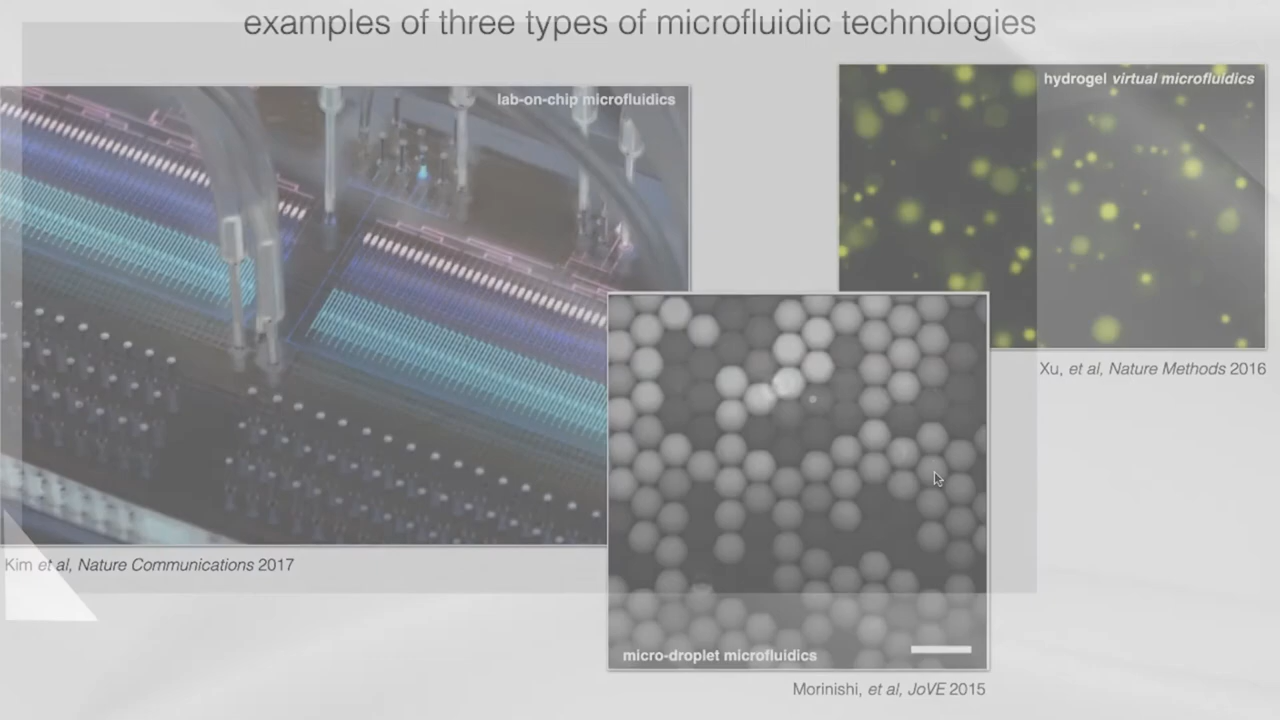 examples of three types of microfluidic technologies
lab-on-chip microfluidics
hydrogel virtual microfluidics
Xu, et al, Nature Methods 2016
Kim et al, Nature Communications 2017
micro-droplet microfluidics
Morinishi, et al, JoVE 2015